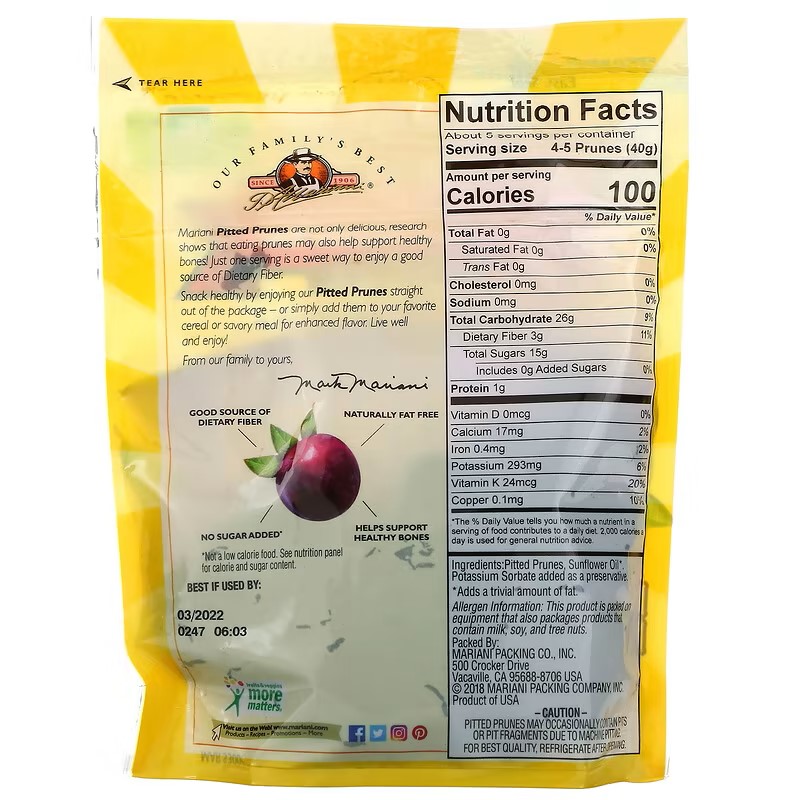 TEAR HERE
OUR FAMILY'S BEST
SINCE 1906
Mariani®
Mariani Pitted Prunes are not only delicious, research
shows that eating prunes may also help support healthy
bones! Just one serving is a sweet way to enjoy a good
source of Dietary Fiber.
Snack healthy by enjoying our Pitted Prunes straight
out of the package – or simply add them to your favorite
cereal or savory meal for enhanced flavor. Live well
and enjoy!
From our family to yours,
Mark Mariani
GOOD SOURCE OF
DIETARY FIBER
NATURALLY FAT FREE
NO SUGAR ADDED*
HELPS SUPPORT
HEALTHY BONES
*Not a low calorie food. See nutrition panel
for calorie and sugar content.
BEST IF USED BY:
03/2022
0247 06:03
fruits & veggies
more
matters.
Visit us on the Web! www.mariani.com
Products – Recipes – Promotions – More
Nutrition Facts
About 5 servings per container
Serving size 4-5 Prunes (40g)
Amount per serving
Calories 100
% Daily Value*
Total Fat 0g 0%
Saturated Fat 0g 0%
Trans Fat 0g
Cholesterol 0mg 0%
Sodium 0mg 0%
Total Carbohydrate 26g 9%
Dietary Fiber 3g 11%
Total Sugars 15g
Includes 0g Added Sugars 0%
Protein 1g
Vitamin D 0mcg 0%
Calcium 17mg 2%
Iron 0.4mg 2%
Potassium 293mg 6%
Vitamin K 24mcg 20%
Copper 0.1mg 10%
*The % Daily Value tells you how much a nutrient in a
serving of food contributes to a daily diet. 2,000 calories a
day is used for general nutrition advice.
Ingredients:Pitted Prunes, Sunflower Oil*.
Potassium Sorbate added as a preservative.
*Adds a trivial amount of fat.
Allergen Information: This product is packed on
equipment that also packages products that
contain milk, soy, and tree nuts.
Packed By:
MARIANI PACKING CO., INC.
500 Crocker Drive
Vacaville, CA 95688-8706 USA
© 2018 MARIANI PACKING COMPANY, INC.
Product of USA
– CAUTION –
PITTED PRUNES MAY OCCASIONALLY CONTAIN PITS
OR PIT FRAGMENTS DUE TO MACHINE PITTING.
FOR BEST QUALITY, REFRIGERATE AFTER OPENING.